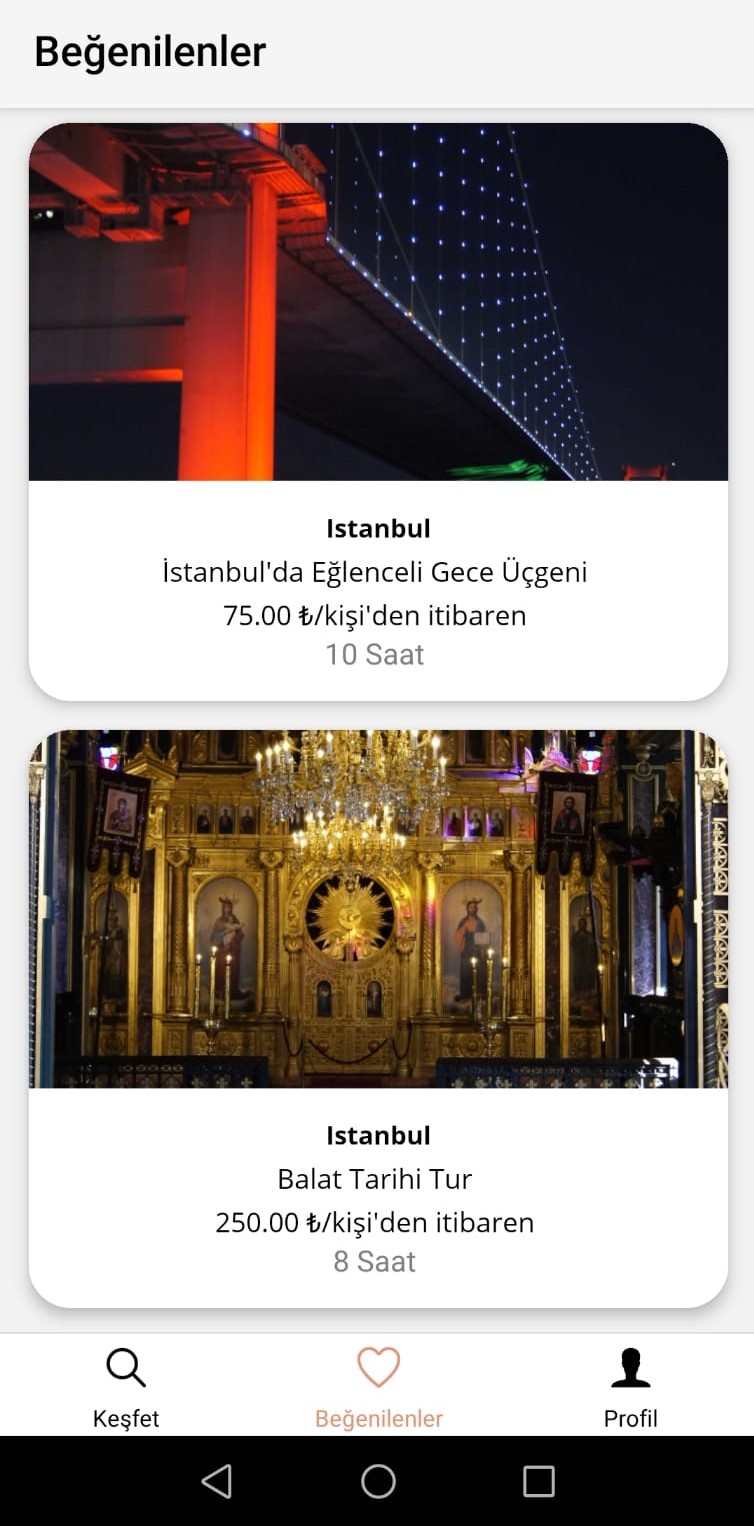 Beğenilenler
Istanbul
İstanbul'da Eğlenceli Gece Üçgeni
75.00 ₺/kişi'den itibaren
10 Saat
Istanbul
Balat Tarihi Tur
250.00 ₺/kişi'den itibaren
8 Saat
Keşfet
Beğenilenler
Profil